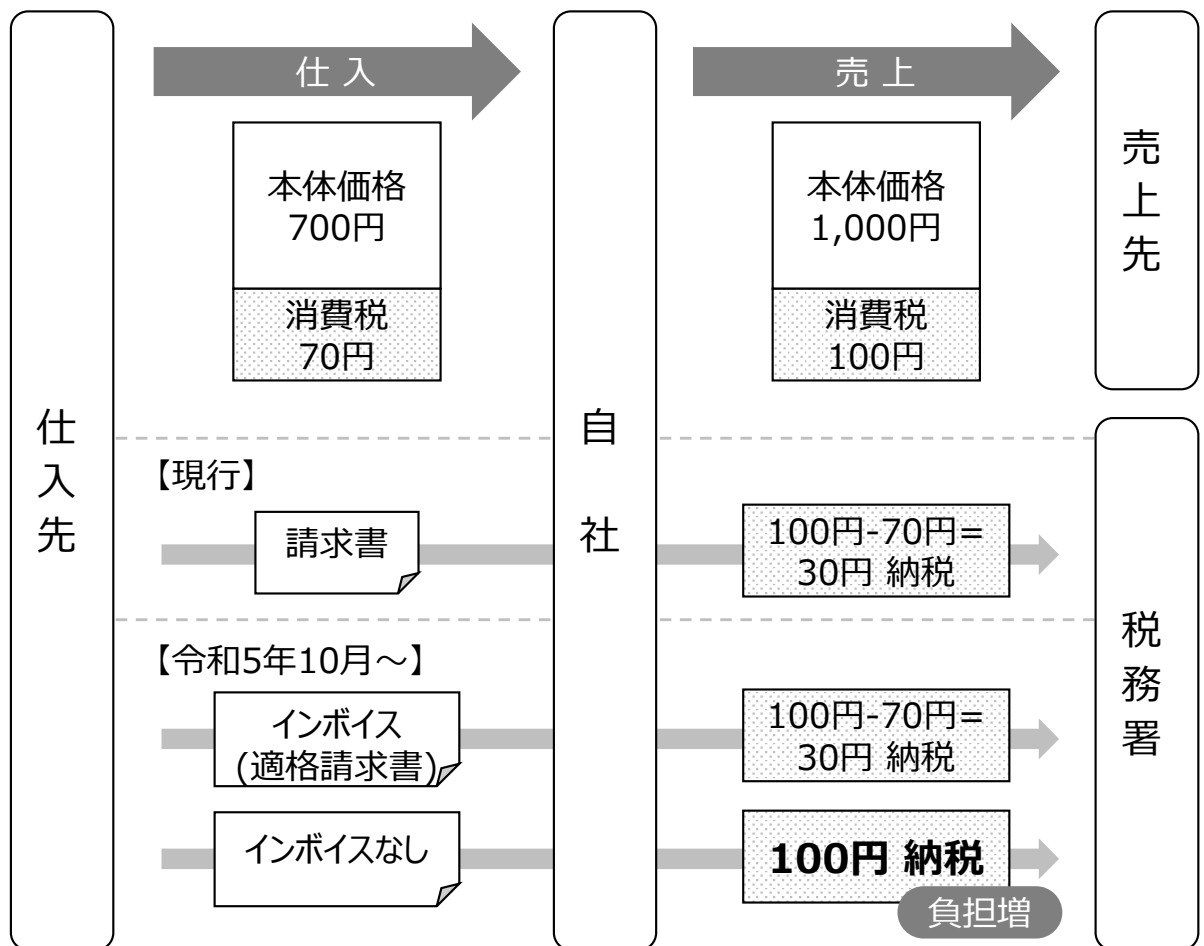 仕入先
仕 入
自社
売 上
売上先
本体価格
700円
消費税
70円
本体価格
1,000円
消費税
100円
【現行】
請求書
100円-70円=
30円 納税
税務署
【令和5年10月～】
インボイス
(適格請求書)
100円-70円=
30円 納税
インボイスなし
100円 納税
負担増